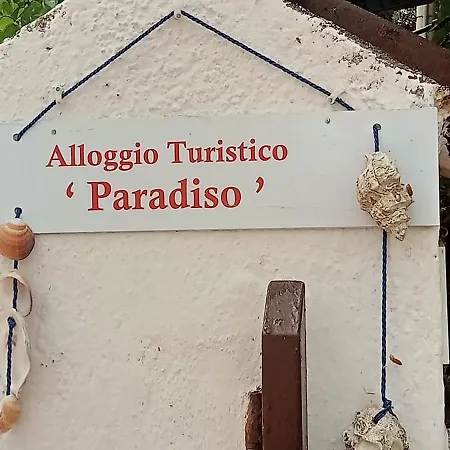 Alloggio Turistico
‘ Paradiso ’